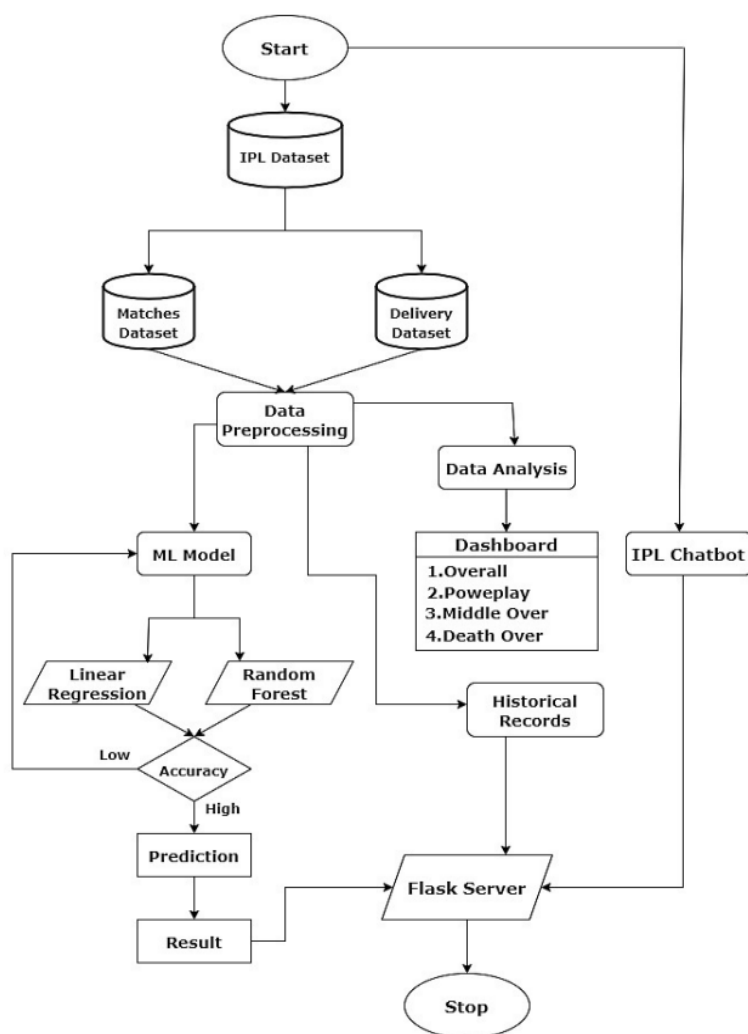 Start
IPL Dataset
Matches
Dataset
Delivery
Dataset
Data
Preprocessing
Data Analysis
ML Model
Dashboard
1.Overall
2.Poweplay
3.Middle Over
4.Death Over
IPL Chatbot
Linear
Regression
Random
Forest
Historical
Records
Low
Accuracy
High
Prediction
Flask Server
Result
Stop